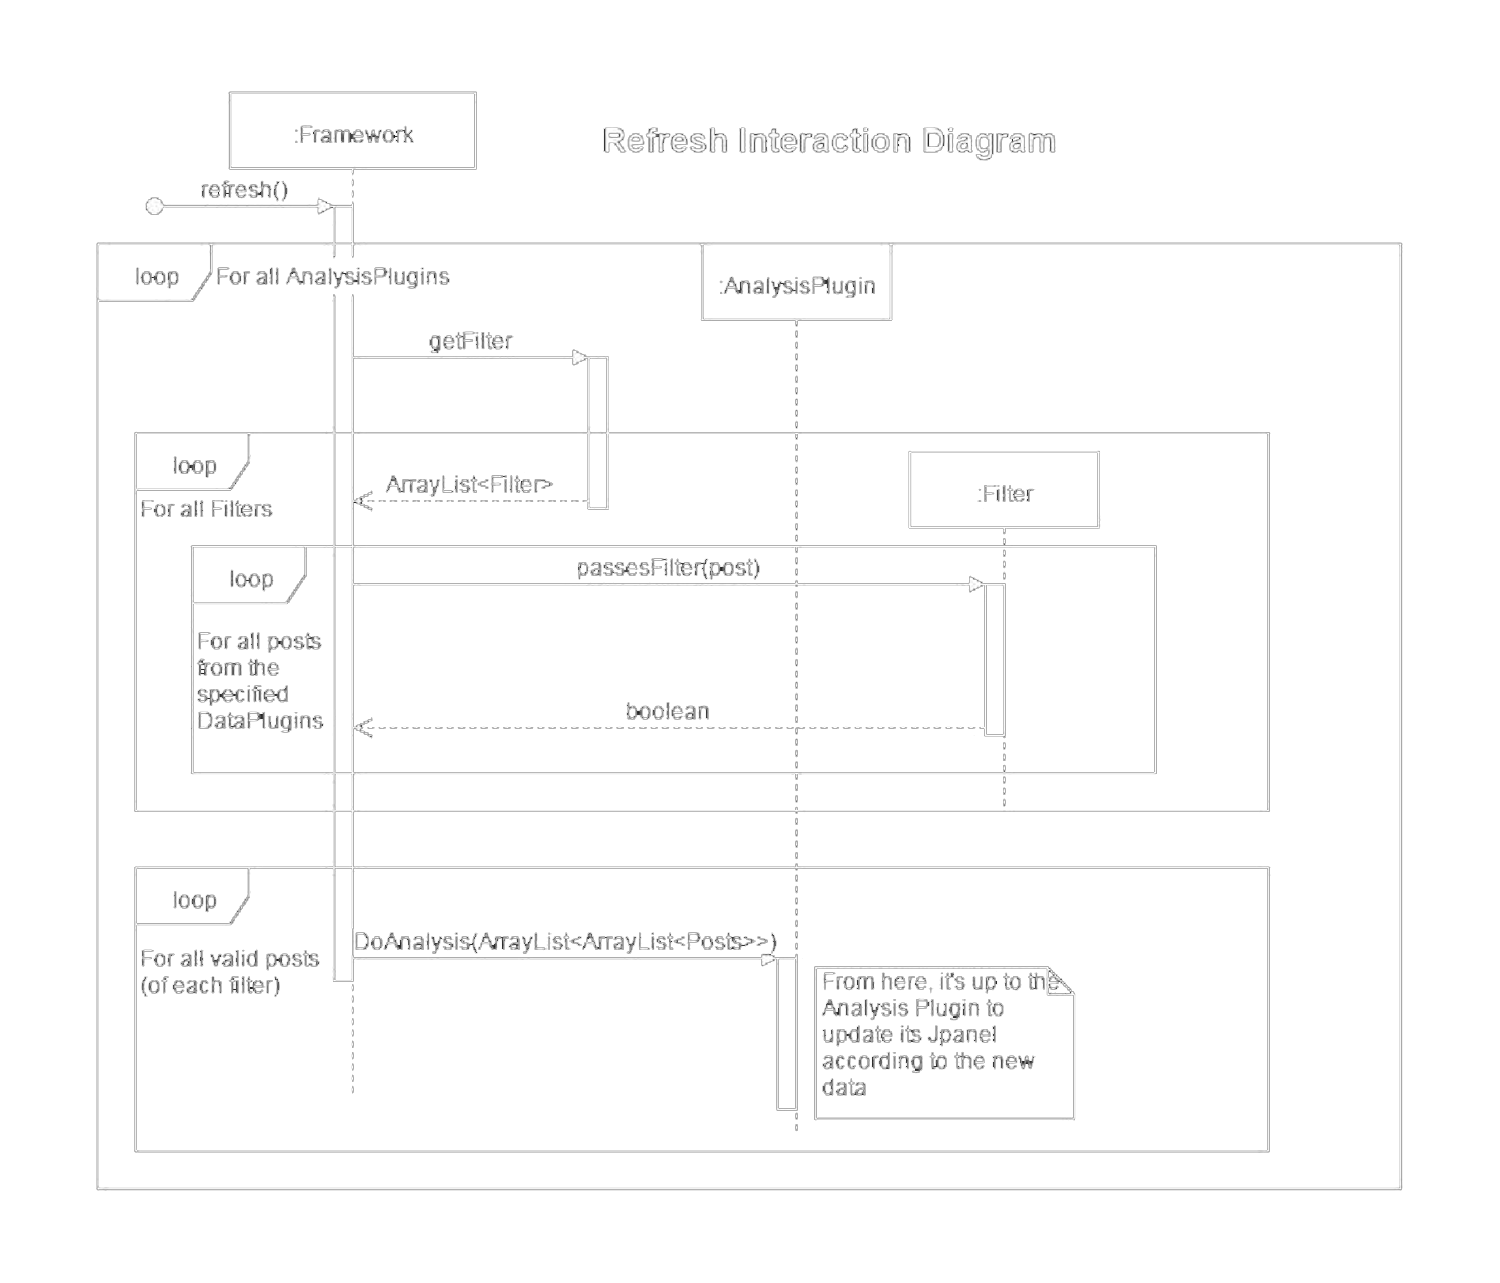 :Framework
Refresh Interaction Diagram
refresh()
loop
For all AnalysisPlugins
:AnalysisPlugin
getFilter
loop
ArrayList<Filter>
:Filter
For all Filters
loop
passesFilter(post)
For all posts
from the
specified
DataPlugins
boolean
loop
DoAnalysis(ArrayList<ArrayList<Posts>>)
For all valid posts
(of each filter)
From here, it's up to the
Analysis Plugin to
update its Jpanel
according to the new
data